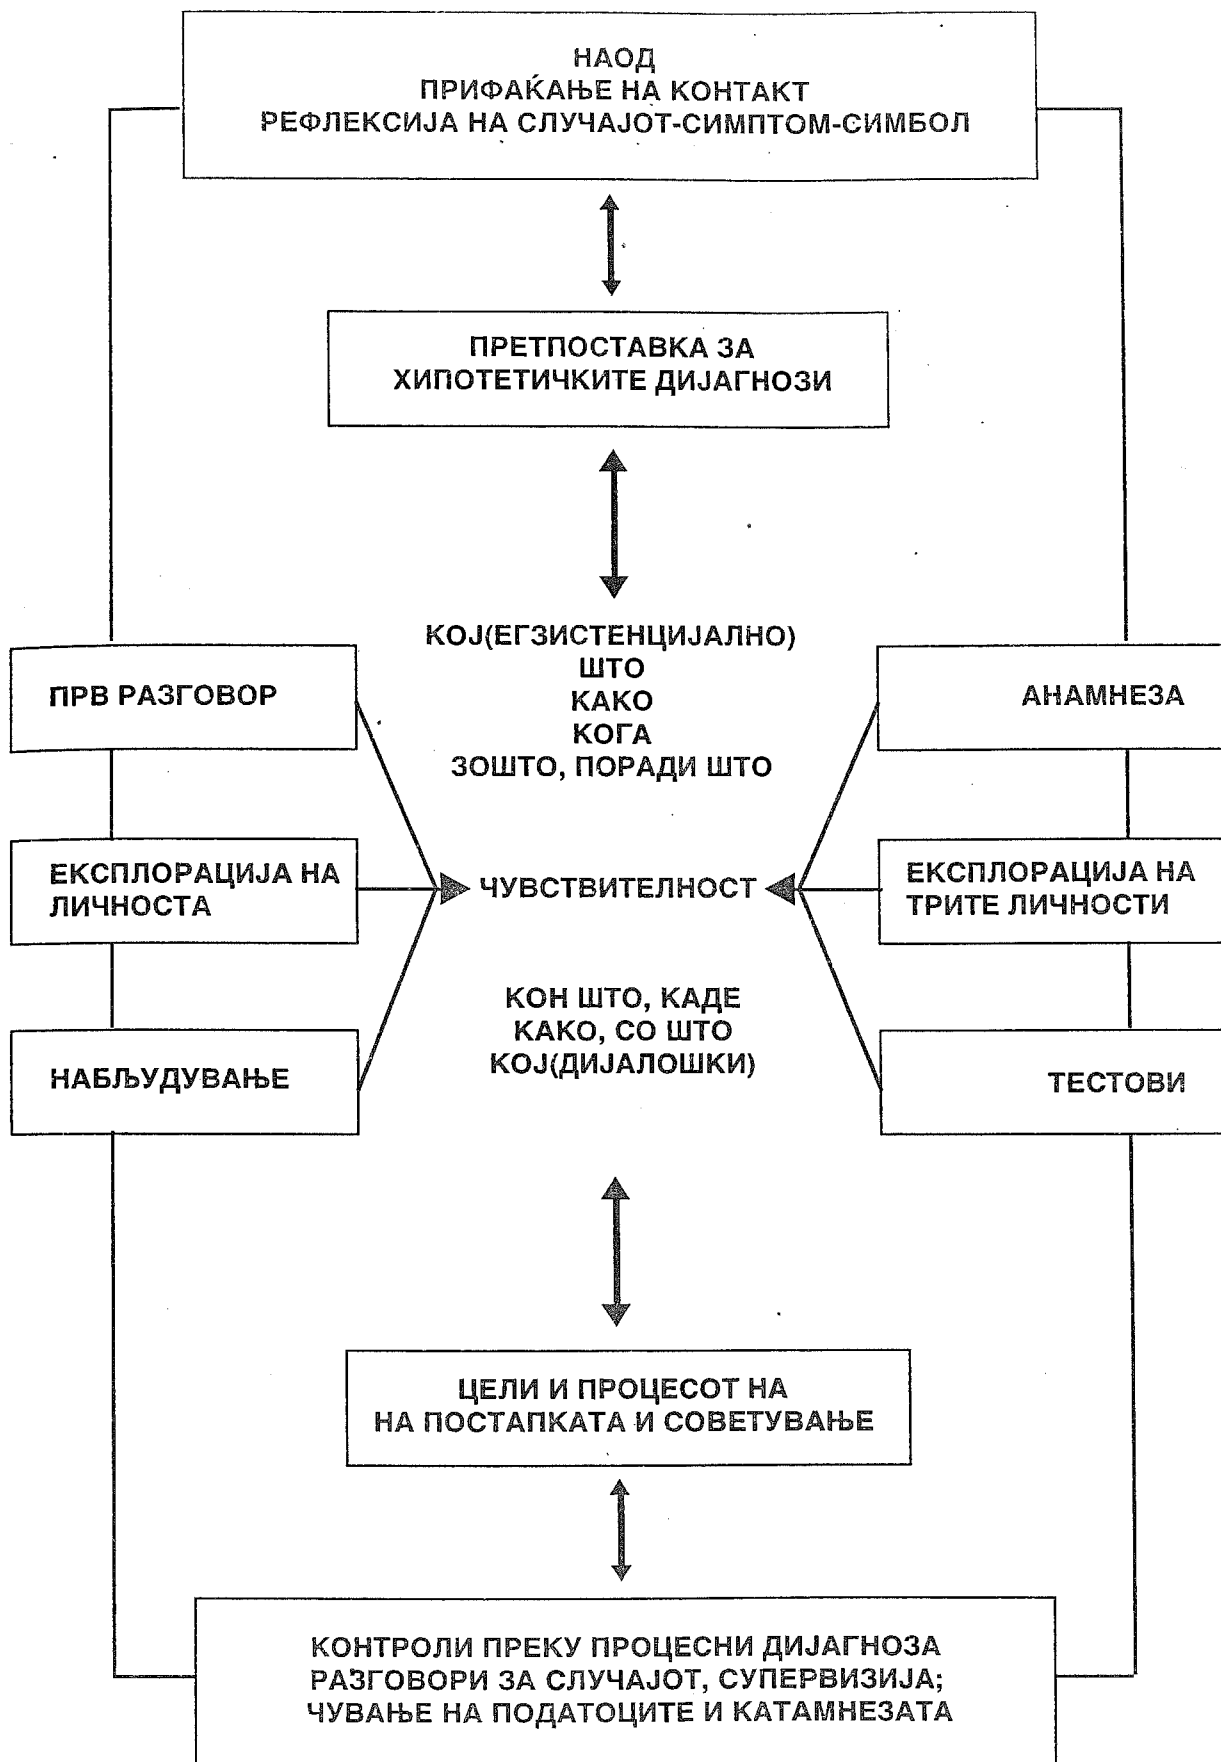 НАОД
ПРИФАЌАЊЕ НА КОНТАКТ
РЕФЛЕКСИЈА НА СЛУЧАЈОТ-СИМПТОМ-СИМБОЛ
ПРЕТПОСТАВКА ЗА
ХИПОТЕТИЧКИТЕ ДИЈАГНОЗИ
КОЈ(ЕГЗИСТЕНЦИЈАЛНО)
ШТО
КАКО
КОГА
ЗОШТО, ПОРАДИ ШТО
ПРВ РАЗГОВОР
АНАМНЕЗА
ЕКСПЛОРАЦИЈА НА
ЛИЧНОСТА
ЧУВСТВИТЕЛНОСТ
ЕКСПЛОРАЦИЈА НА
ТРИТЕ ЛИЧНОСТИ
КОН ШТО, КАДЕ
КАКО, СО ШТО
КОЈ(ДИЈАЛОШКИ)
НАБЉУДУВАЊЕ
ТЕСТОВИ
ЦЕЛИ И ПРОЦЕСОТ НА
НА ПОСТАПКАТА И СОВЕТУВАЊЕ
КОНТРОЛИ ПРЕКУ ПРОЦЕСНИ ДИЈАГНОЗА
РАЗГОВОРИ ЗА СЛУЧАЈОТ, СУПЕРВИЗИЈА;
ЧУВАЊЕ НА ПОДАТОЦИТЕ И КАТАМНЕЗАТА